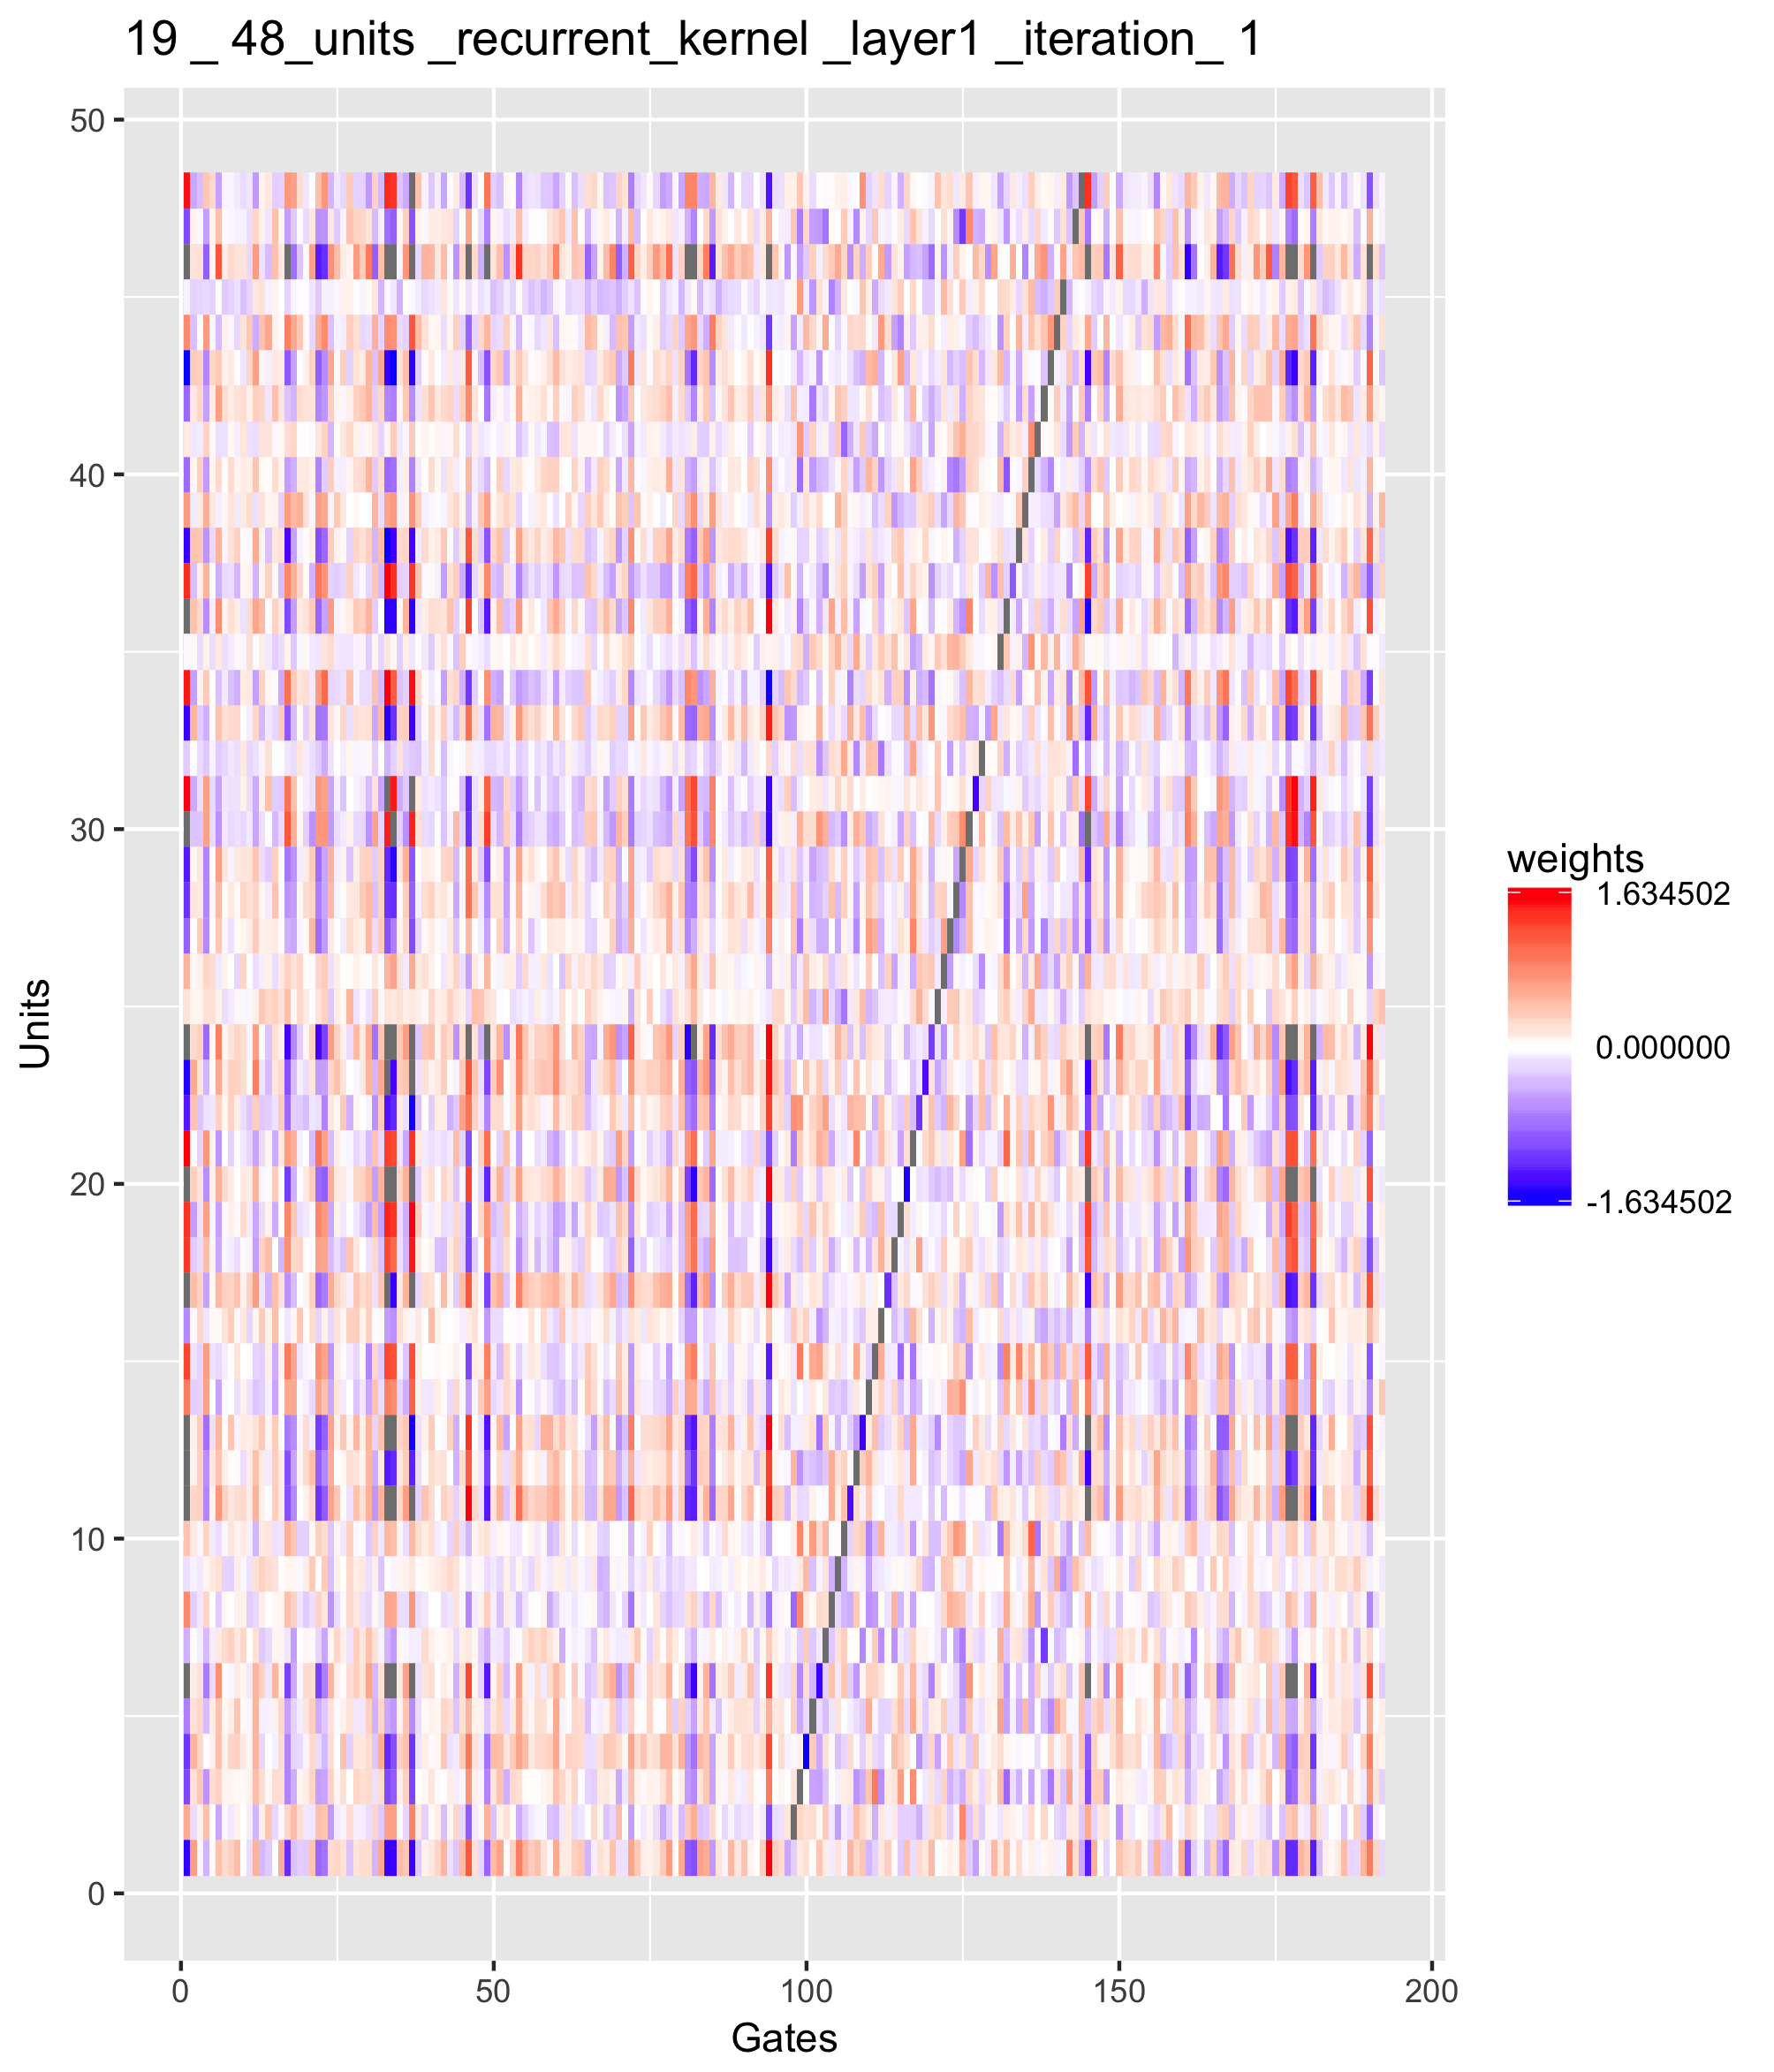 19 _ 48_units _recurrent_kernel _layer1 _iteration_ 1
50
40
30
20
10
0
Units
0 50 100 150 200
Gates
weights
1.634502
0.000000
-1.634502